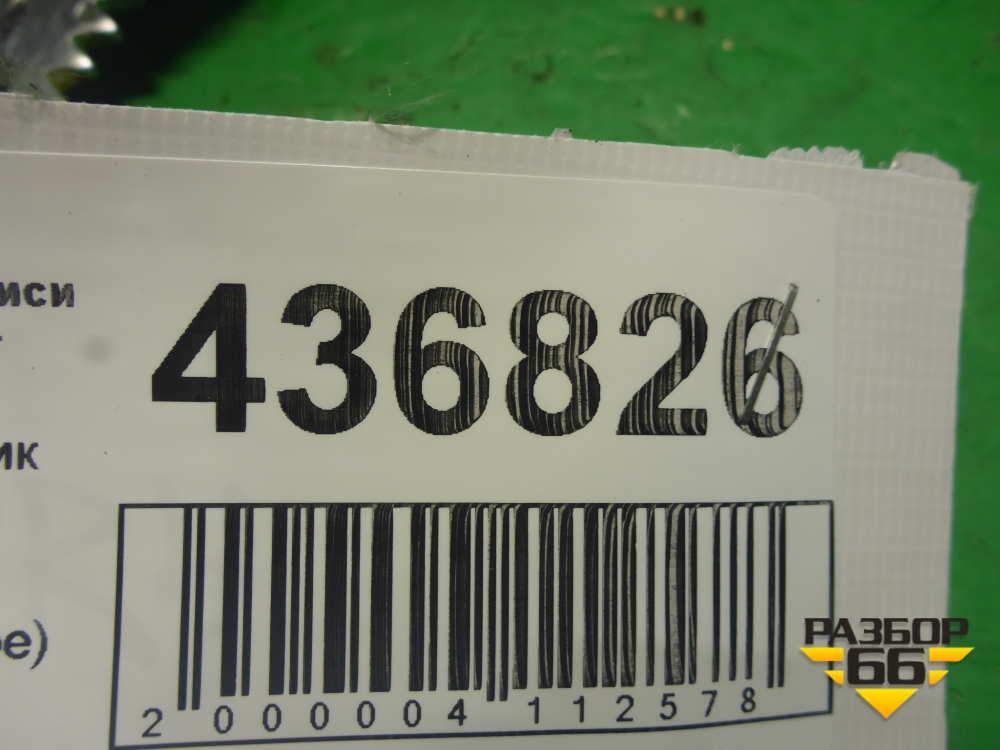 иси
436826
ик
е)
2 000004 112578
РАЗБОР
66